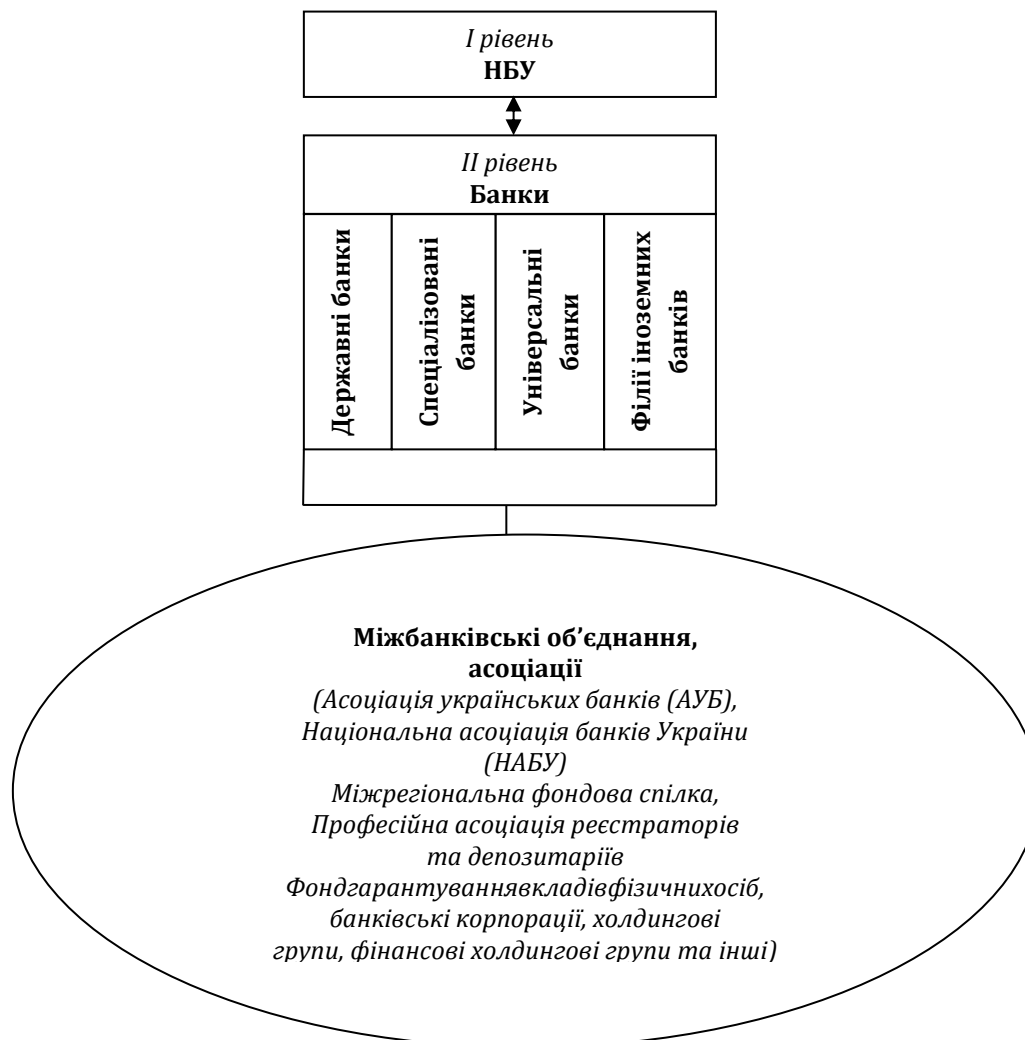 І рівень
НБУ
ІІ рівень
Банки
Державні банки
Спеціалізовані
банки
Універсальні
банки
Філії іноземних
банків
Міжбанківські об’єднання,
асоціації
(Асоціація українських банків (АУБ),
Національна асоціація банків України
(НАБУ)
Міжрегіональна фондова спілка,
Професійна асоціація реєстраторів
та депозитаріїв
Фондгарантуваннявкладівфізичнихосіб,
банківські корпорації, холдингові
групи, фінансові холдингові групи та інші)